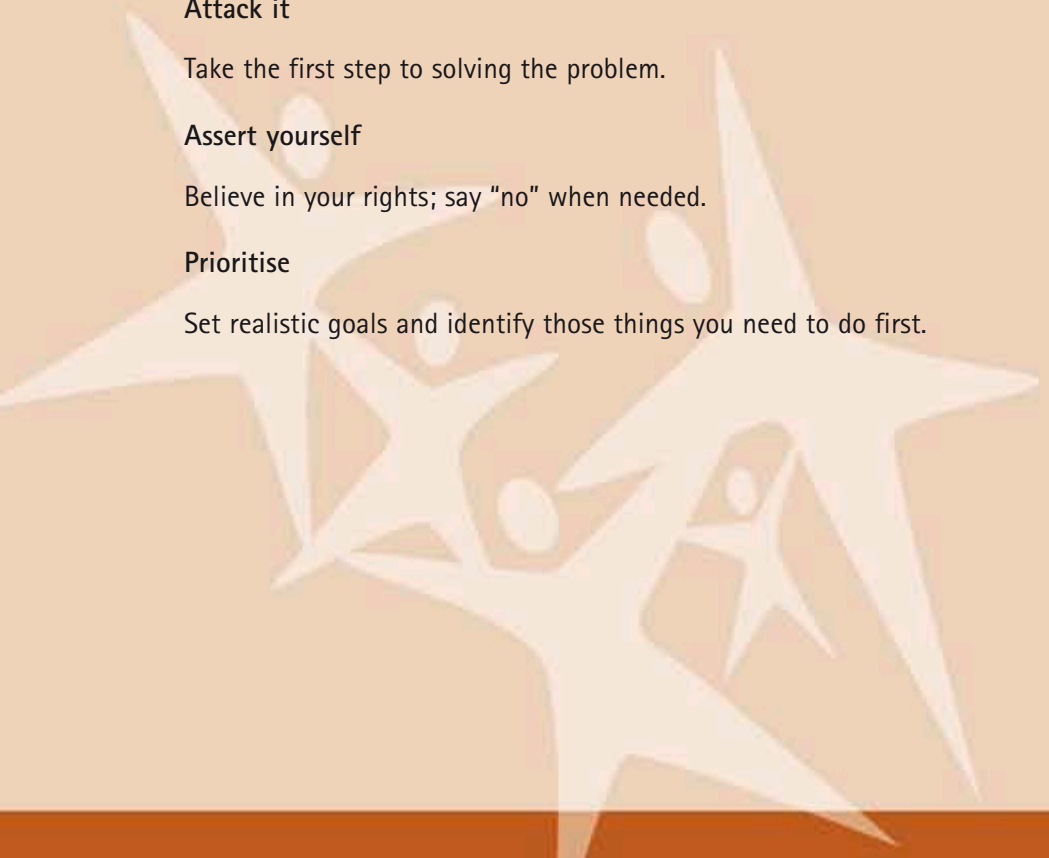 Attack it
Take the first step to solving the problem.
Assert yourself
Believe in your rights; say “no” when needed.
Prioritise
Set realistic goals and identify those things you need to do first.